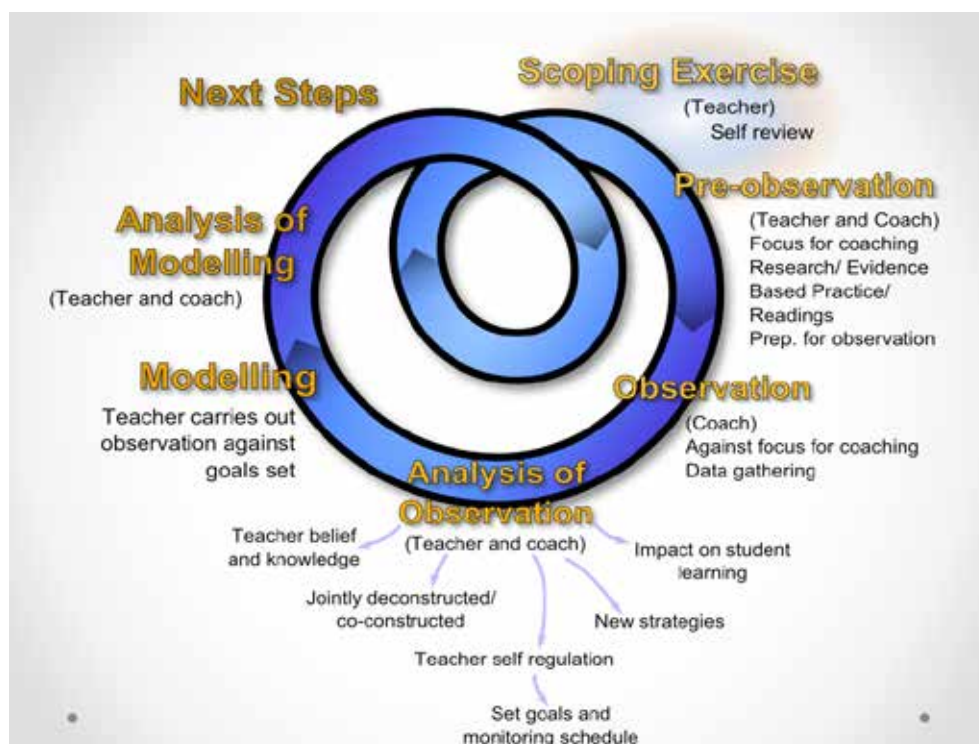 Scoping Exercise
(Teacher)
Self review
Pre-observation
(Teacher and Coach)
Focus for coaching
Research/ Evidence
Based Practice/
Readings
Prep. for observation
Observation
(Coach)
Against focus for coaching
Data gathering
Analysis of
Observation
(Teacher and coach)
Teacher belief
and knowledge
Jointly deconstructed/
co-constructed
Teacher self regulation
Set goals and
monitoring schedule
New strategies
Impact on student
learning
Modelling
Teacher carries out
observation against
goals set
Analysis of
Modelling
(Teacher and coach)
Next Steps